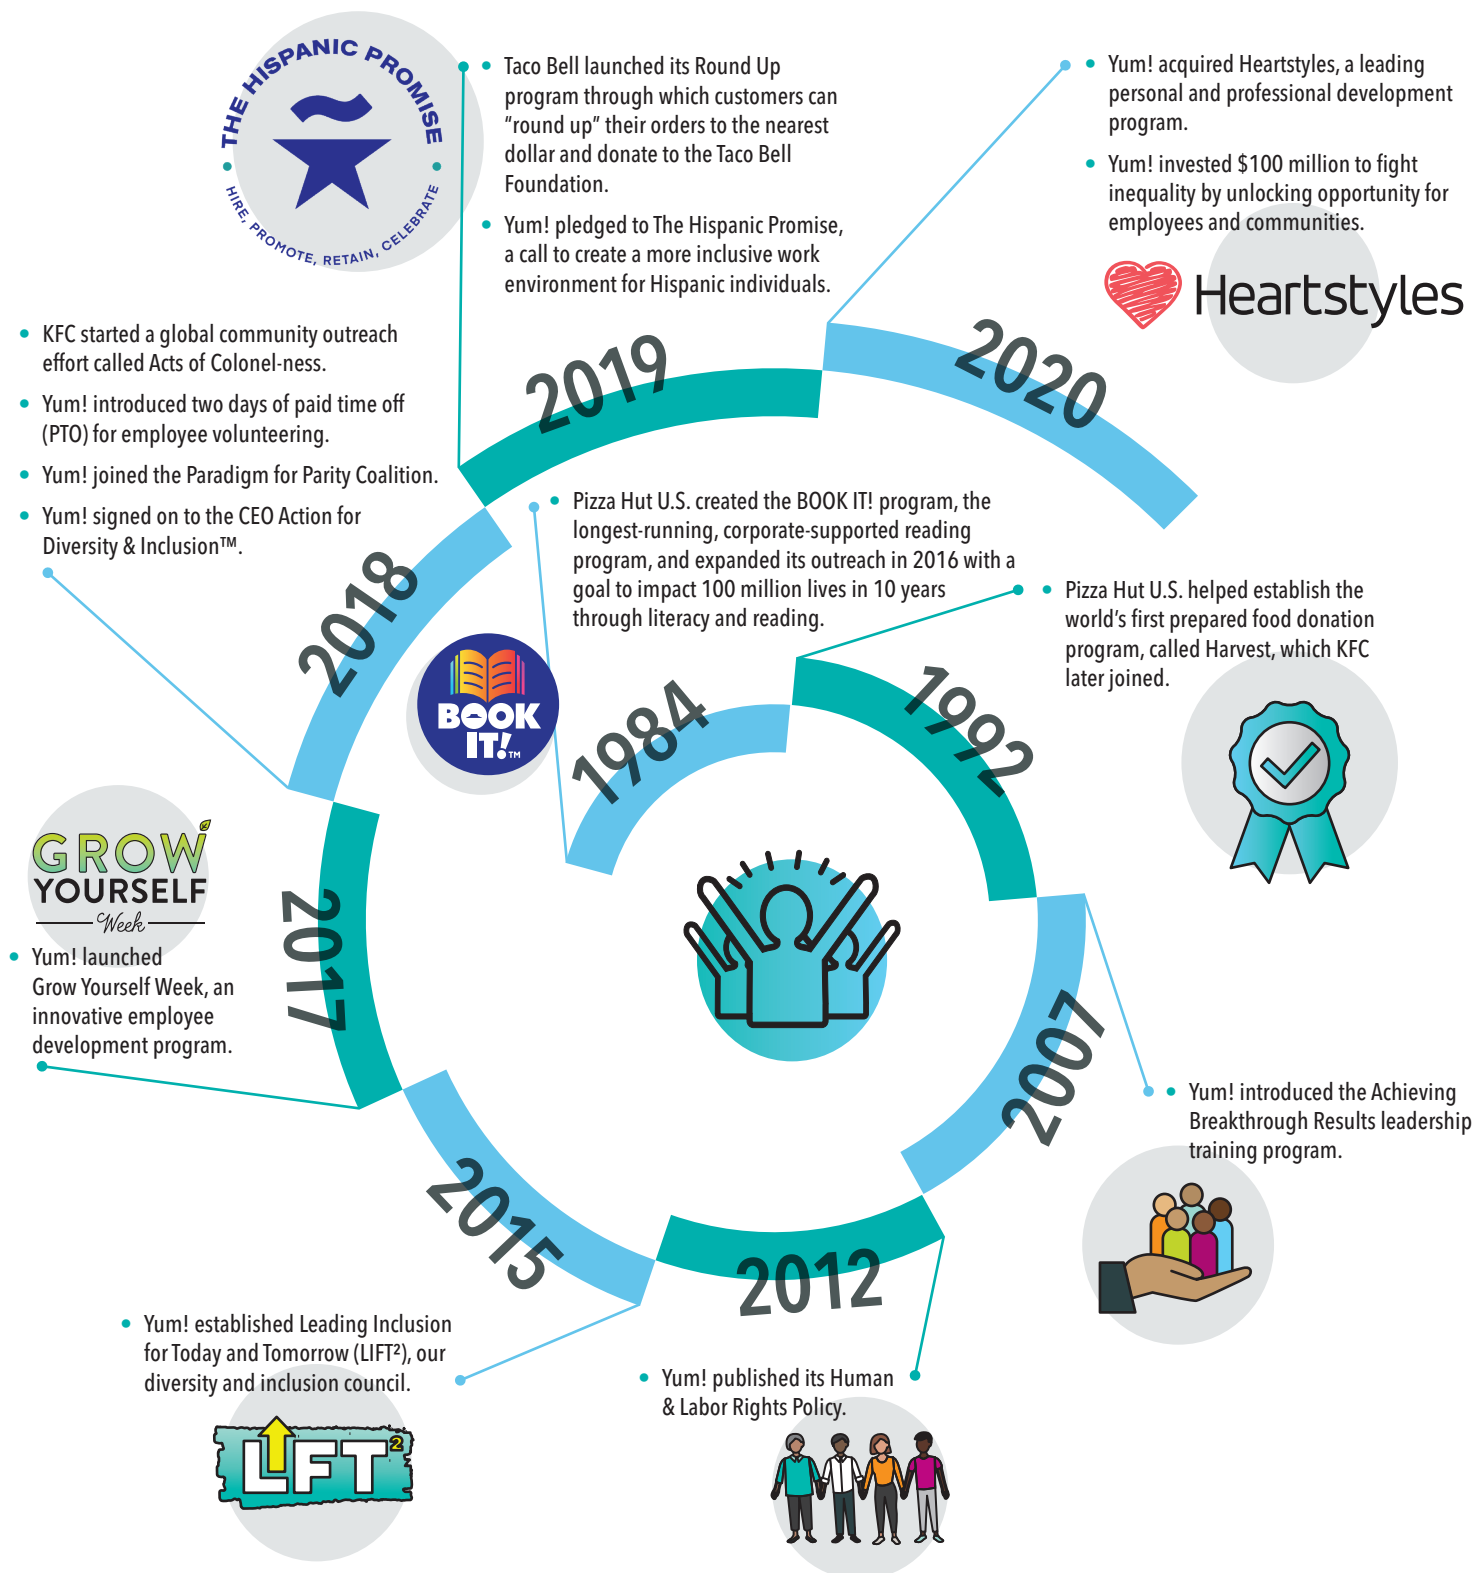 THE HISPANIC PROMISE
HIRE, PROMOTE, RETAIN, CELEBRATE
• Taco Bell launched its Round Up
program through which customers can
“round up” their orders to the nearest
dollar and donate to the Taco Bell
Foundation.
• Yum! pledged to The Hispanic Promise,
a call to create a more inclusive work
environment for Hispanic individuals.
• Yum! acquired Heartstyles, a leading
personal and professional development
program.
• Yum! invested $100 million to fight
inequality by unlocking opportunity for
employees and communities.
Heartstyles
• KFC started a global community outreach
effort called Acts of Colonel-ness.
• Yum! introduced two days of paid time off
(PTO) for employee volunteering.
• Yum! joined the Paradigm for Parity Coalition.
• Yum! signed on to the CEO Action for
Diversity & Inclusion™.
2019
2020
2018
• Pizza Hut U.S. created the BOOK IT! program, the
longest-running, corporate-supported reading
program, and expanded its outreach in 2016 with a
goal to impact 100 million lives in 10 years
through literacy and reading.
BOOK
IT!™
1984
1992
• Pizza Hut U.S. helped establish the
world’s first prepared food donation
program, called Harvest, which KFC
later joined.
GROW
YOURSELF
Week
• Yum! launched
Grow Yourself Week, an
innovative employee
development program.
2017
2007
• Yum! introduced the Achieving
Breakthrough Results leadership
training program.
2015
2012
• Yum! established Leading Inclusion
for Today and Tomorrow (LIFT²), our
diversity and inclusion council.
LIFT²
• Yum! published its Human
& Labor Rights Policy.